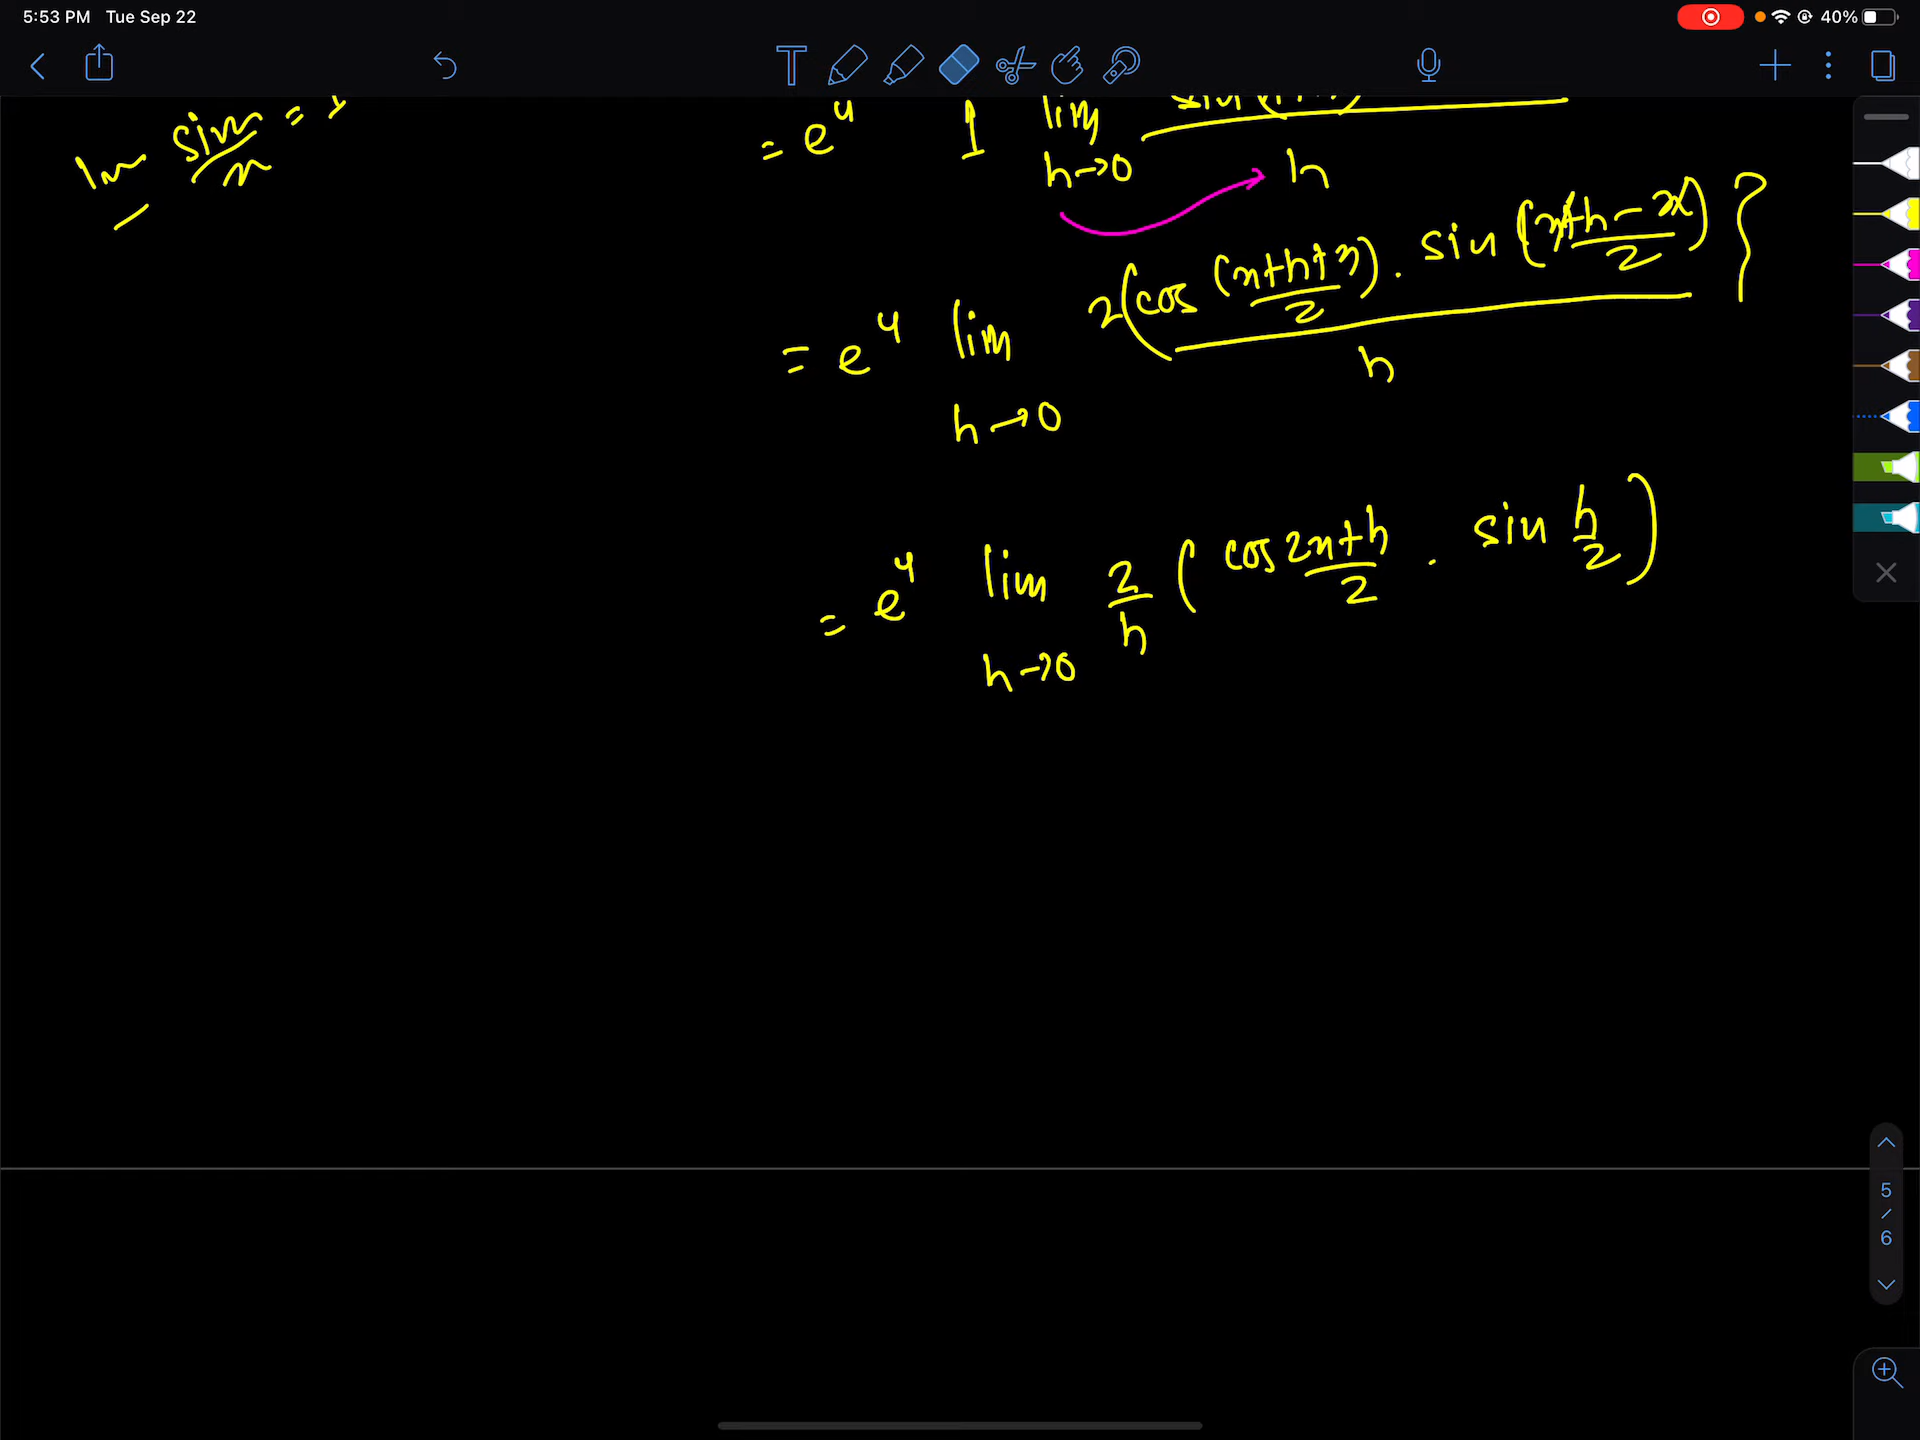 5:53 PM Tue Sep 22
40%
T
lim sin x / x = 1
= e^4 1 lim h→0 / h
= e^4 lim h→0 2(cos (x+h+x)/2) . sin (x+h-x)/2) } / h
= e^4 lim h→0 2/h (cos 2x+h/2 . sin h/2)
5
/
6